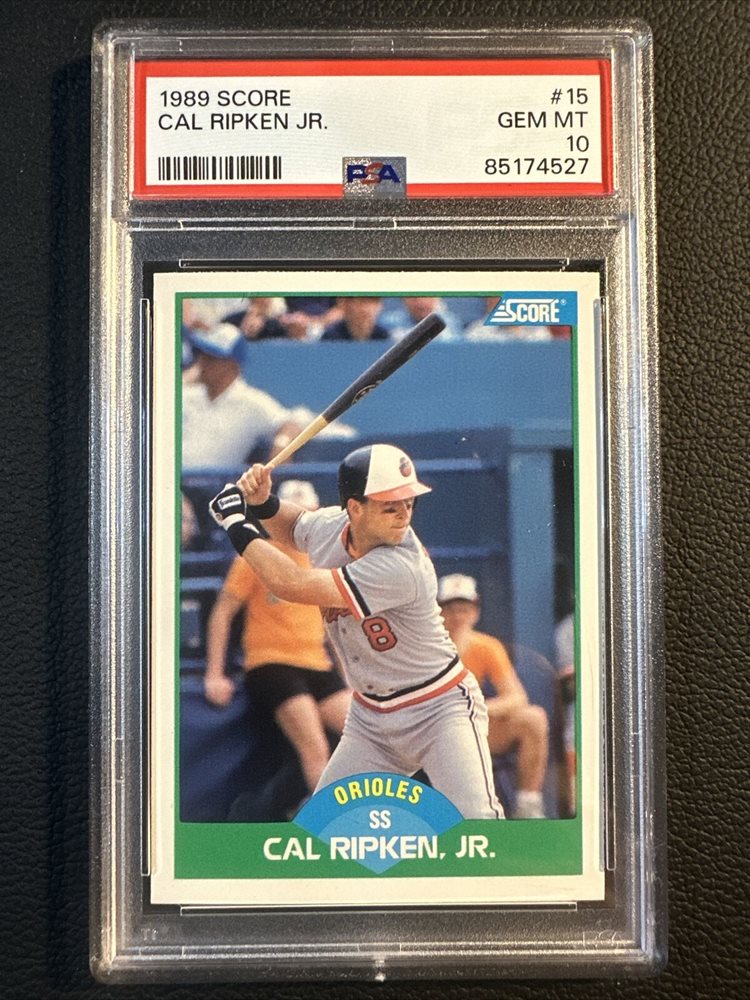 1989 SCORE #15
CAL RIPKEN JR. GEM MT
10
85174527
PSA
SCORE
8
ORIOLES
SS
CAL RIPKEN, JR.